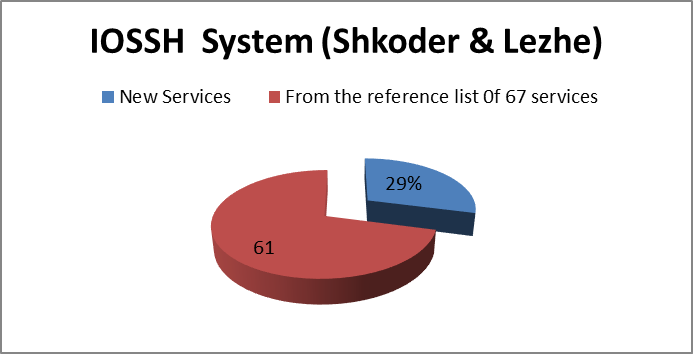 IOSSH  System (Shkoder & Lezhe)
New Services
From the reference list 0f 67 services
29%
61